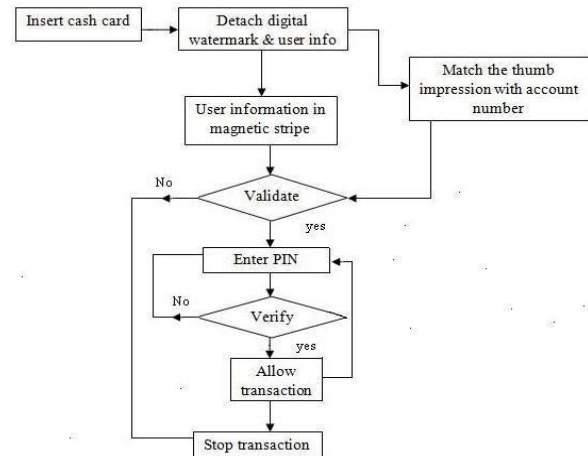 Insert cash card
Detach digital
watermark & user info
Match the thumb
impression with account
number
User information in
magnetic stripe
No
Validate
yes
Enter PIN
No
Verify
yes
Allow
transaction
Stop transaction